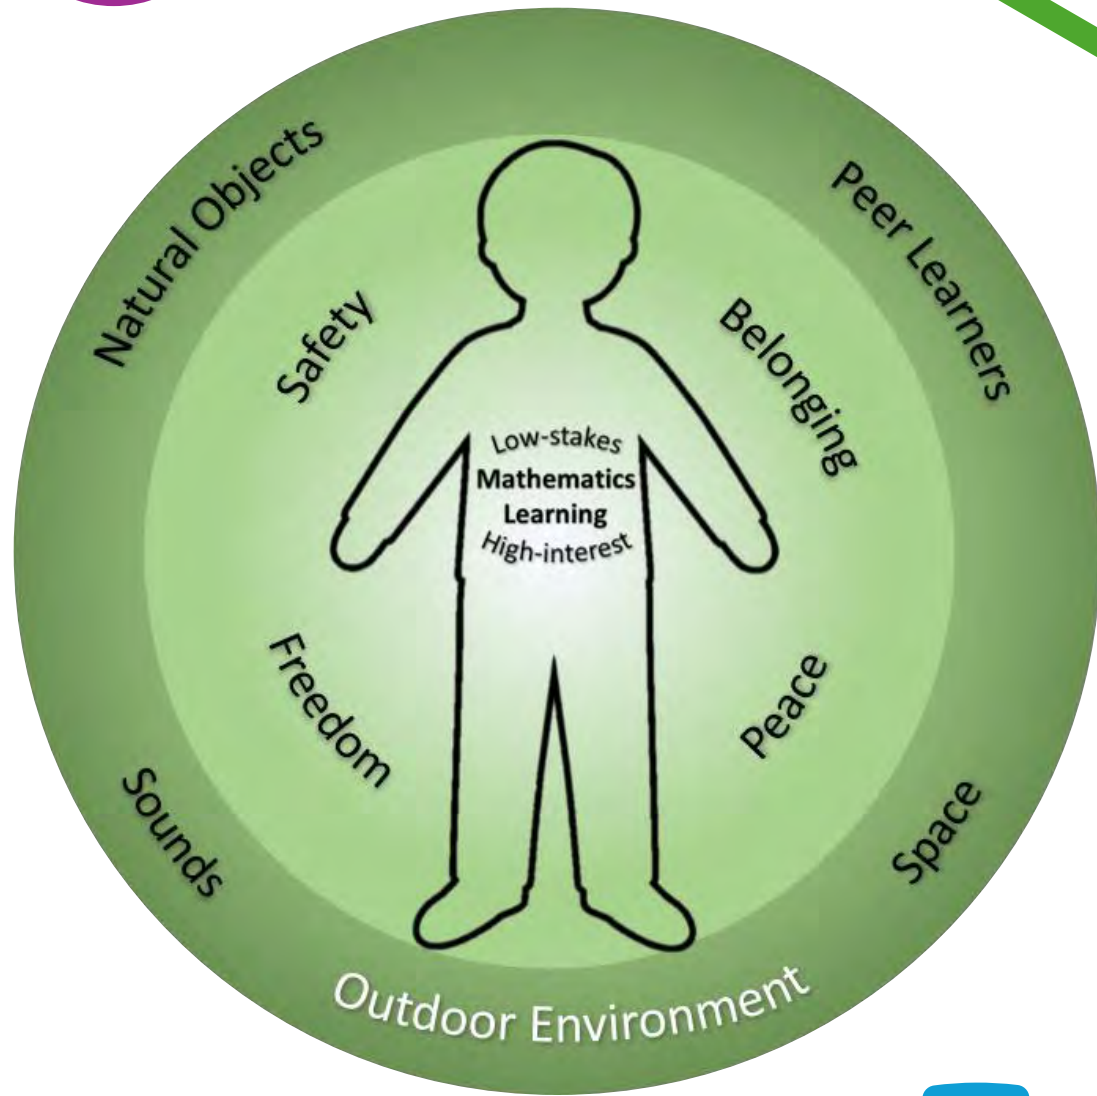 Natural Objects
Peer Learners
Safety
Belonging
Low-stakes
Mathematics
Learning
High-interest
Freedom
Peace
Sounds
Space
Outdoor Environment